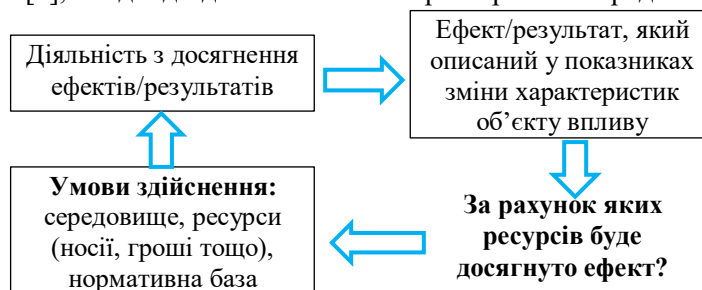 Діяльність з досягнення
ефектів/результатів
Ефект/результат, який
описаний у показниках
зміни характеристик
об’єкту впливу
Умови здійснення:
середовище, ресурси
(носії, гроші тощо),
нормативна база
За рахунок яких
ресурсів буде
досягнуто ефект?